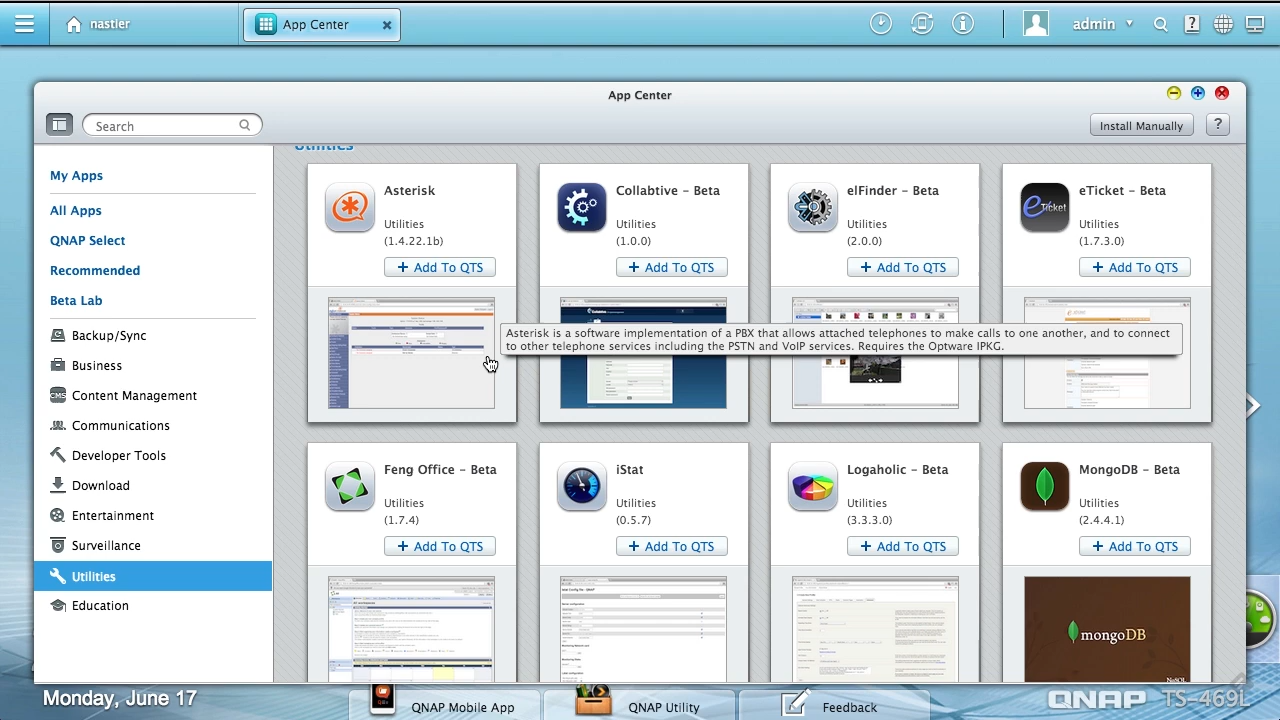 nastier
App Center
admin
App Center
Search
Install Manually
?
Utilities
My Apps
All Apps
QNAP Select
Recommended
Beta Lab
Backup/Sync
Business
Content Management
Communications
Developer Tools
Download
Entertainment
Surveillance
Utilities
Education
Asterisk
Utilities
(1.4.22.1b)
+ Add To QTS
Collabtive - Beta
Utilities
(1.0.0)
+ Add To QTS
elFinder - Beta
Utilities
(2.0.0)
+ Add To QTS
eTicket
eTicket - Beta
Utilities
(1.7.3.0)
+ Add To QTS
Asterisk is a software implementation of a PBX that allows attached telephones to make calls to one another, and to connect
to other telephone services including the PSTN and VoIP services. Requires the Optware IPKG.
Feng Office - Beta
Utilities
(1.7.4)
+ Add To QTS
iStat
Utilities
(0.5.7)
+ Add To QTS
Logaholic - Beta
Utilities
(3.3.3.0)
+ Add To QTS
MongoDB - Beta
Utilities
(2.4.4.1)
+ Add To QTS
mongoDB
Monday, June 17
QNAP Mobile App
QNAP Utility
Feedback
QNAP TS-469L